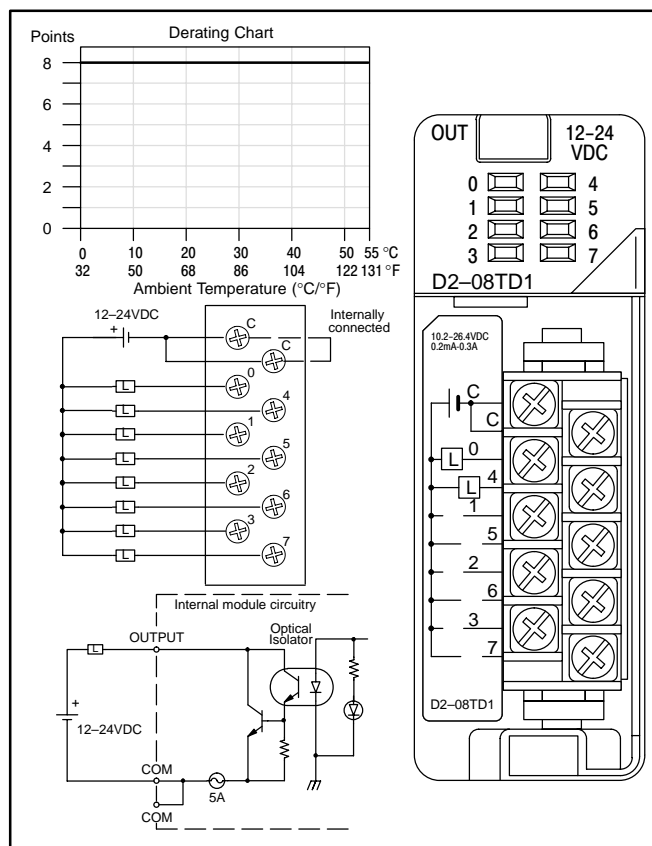 Derating Chart
Points
8
6
4
2
0
0 10 20 30 40 50 55 °C
32 50 68 86 104 122 131 °F
Ambient Temperature (°C/°F)
12–24VDC
+
Internally
connected
C
C
0
4
1
5
2
6
3
7
L
L
L
L
L
L
L
L
Internal module circuitry
Optical
Isolator
OUTPUT
L
+
12–24VDC
COM
5A
COM
OUT
12–24
VDC
0 4
1 5
2 6
3 7
D2–08TD1
10.2–26.4VDC
0.2mA-0.3A
C
C
L 0
L 4
1
5
2
6
3
7
D2–08TD1